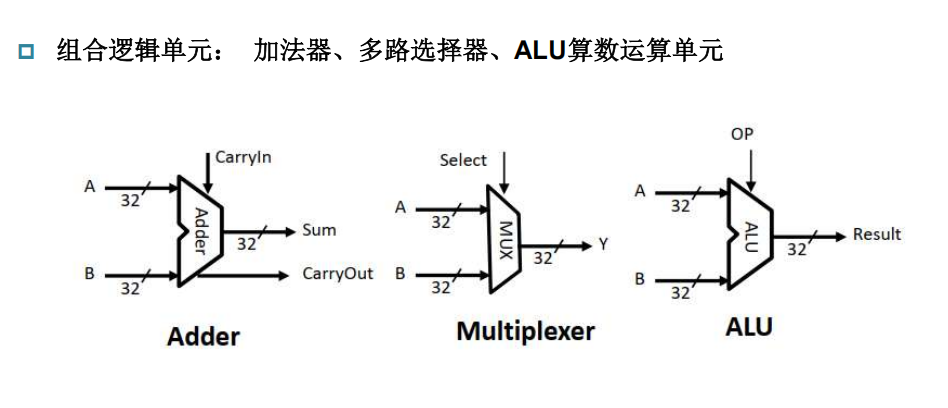 组合逻辑单元： 加法器、多路选择器、ALU算数运算单元
CarryIn
A
32
Adder
32
Sum
B
32
CarryOut
Adder
Select
A
32
MUX
32
Y
B
32
Multiplexer
OP
A
32
ALU
32
Result
B
32
ALU